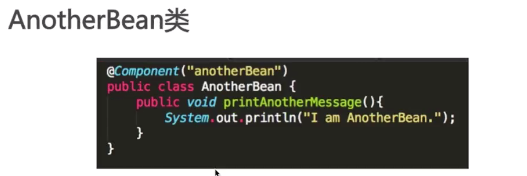 AnotherBean类
@Component("anotherBean")
public class AnotherBean {
    public void printAnotherMessage(){
        System.out.println("I am AnotherBean.");
    }
}